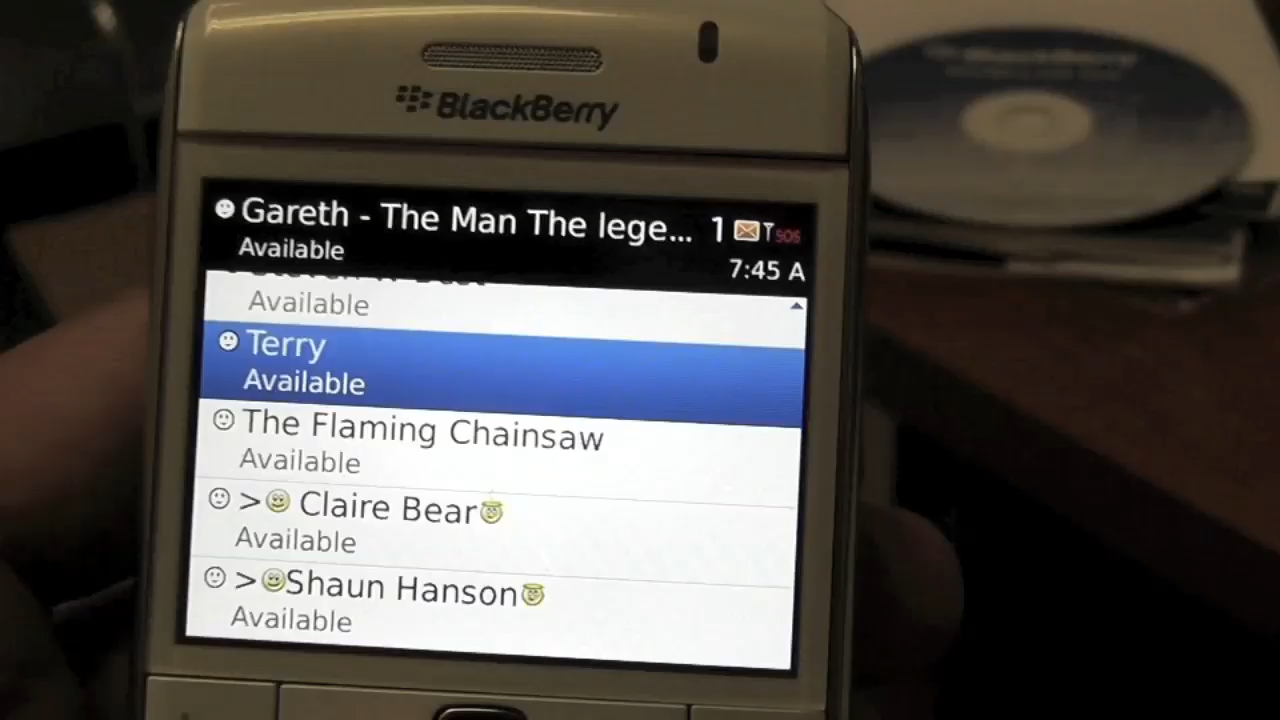 BlackBerry
Gareth - The Man The lege... 1 SOS
Available
7:45 A
Available
Terry
Available
The Flaming Chainsaw
Available
> Claire Bear
Available
>Shaun Hanson
Available